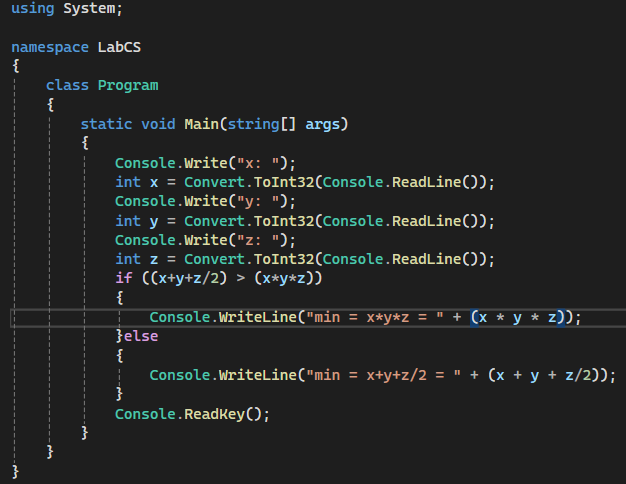 using System;
namespace LabCS
{
class Program
{
static void Main(string[] args)
{
Console.Write("x: ");
int x = Convert.ToInt32(Console.ReadLine());
Console.Write("y: ");
int y = Convert.ToInt32(Console.ReadLine());
Console.Write("z: ");
int z = Convert.ToInt32(Console.ReadLine());
if ((x+y+z/2) > (x*y*z))
{
Console.WriteLine("min = x*y*z = " + (x * y * z));
}else
{
Console.WriteLine("min = x+y+z/2 = " + (x + y + z/2));
}
Console.ReadKey();
}
}
}